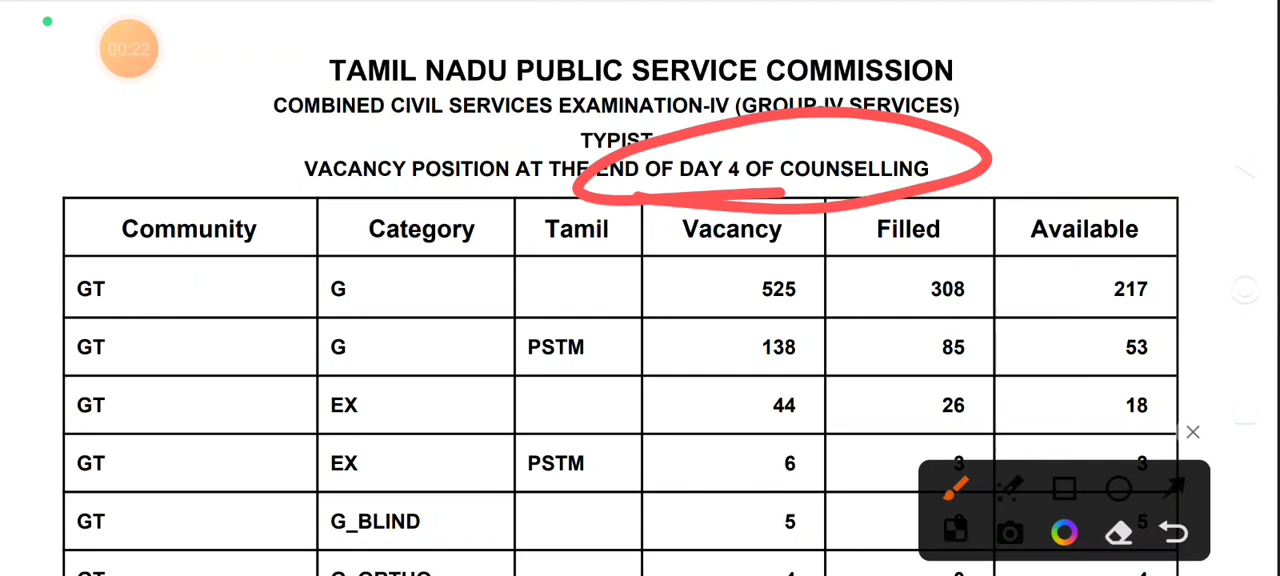 00:22
TAMIL NADU PUBLIC SERVICE COMMISSION
COMBINED CIVIL SERVICES EXAMINATION-IV (GROUP-IV SERVICES)
TYPIST
VACANCY POSITION AT THE END OF DAY 4 OF COUNSELLING
Community Category Tamil Vacancy Filled Available
GT G 525 308 217
GT G PSTM 138 85 53
GT EX 44 26 18
GT EX PSTM 6 3 3
GT G_BLIND 5 5